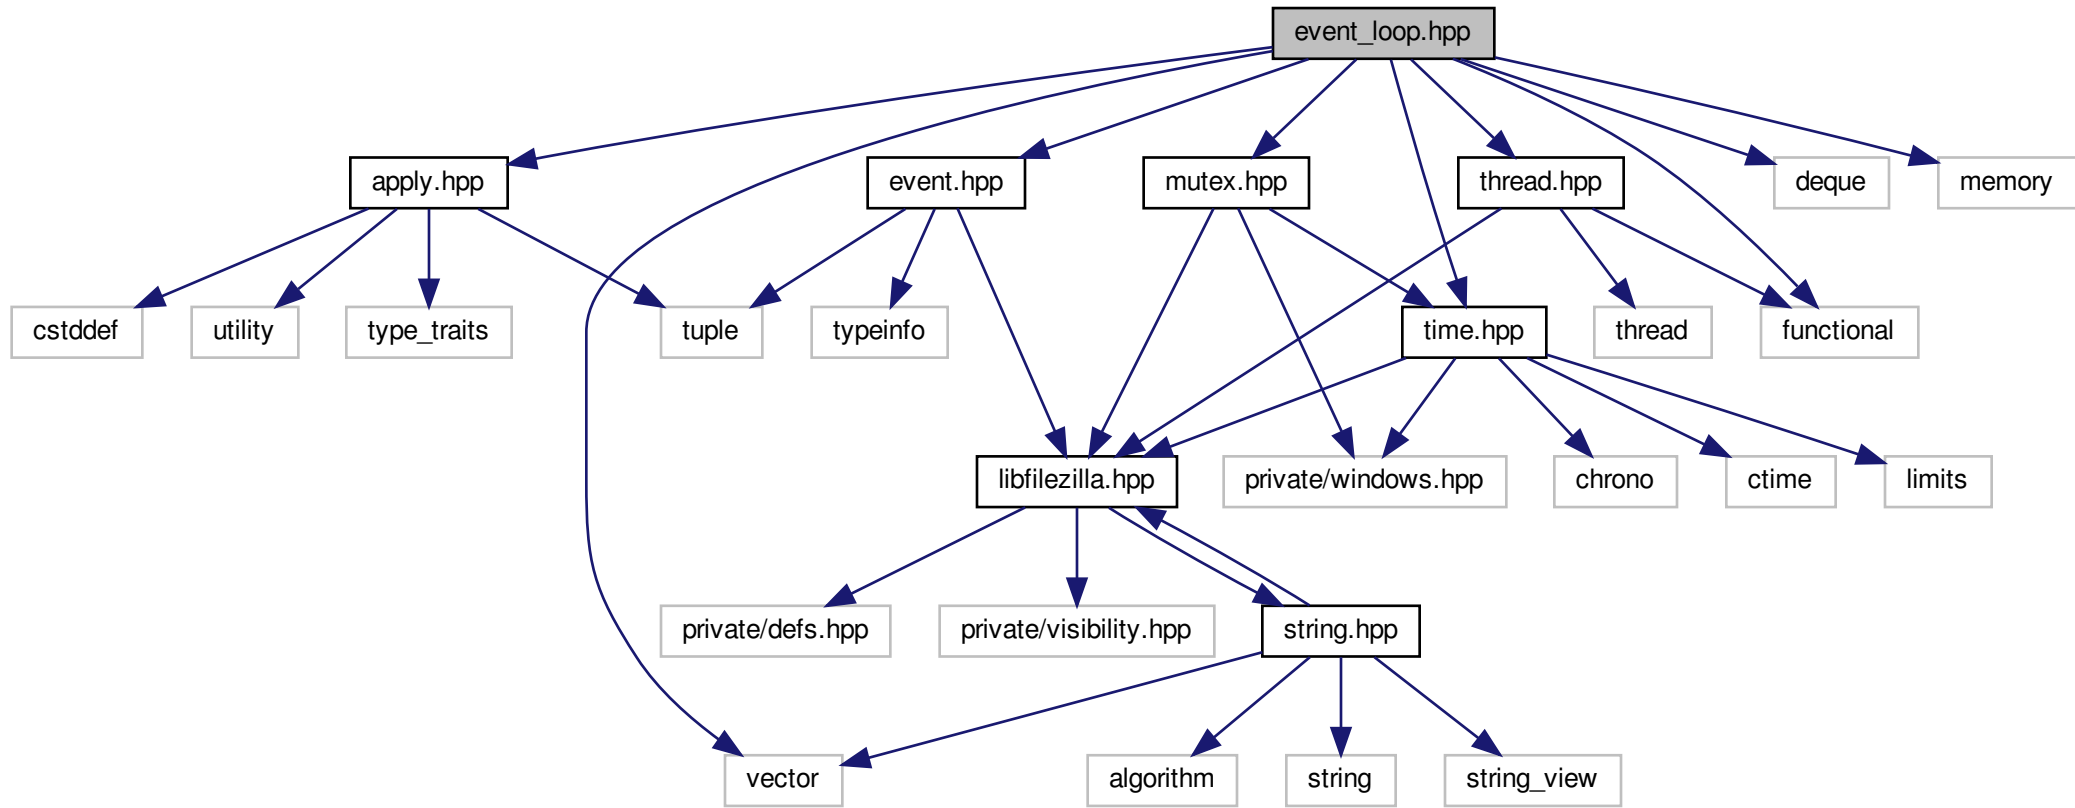 event_loop.hpp
apply.hpp
event.hpp
mutex.hpp
thread.hpp
deque
memory
cstddef
utility
type_traits
tuple
typeinfo
time.hpp
thread
functional
libfilezilla.hpp
private/windows.hpp
chrono
ctime
limits
private/defs.hpp
private/visibility.hpp
string.hpp
vector
algorithm
string
string_view